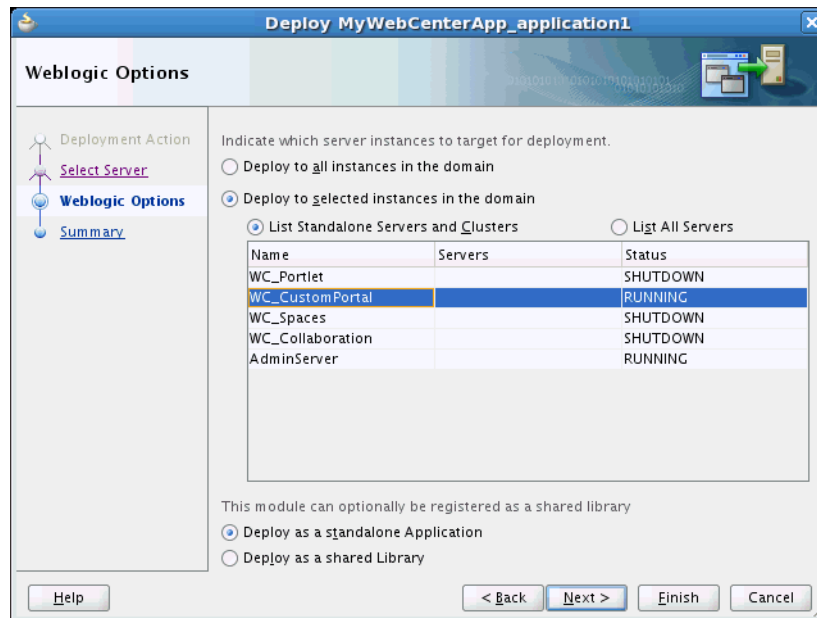 Deploy MyWebCenterApp_application1
Weblogic Options
Deployment Action
Select Server
Weblogic Options
Summary
Indicate which server instances to target for deployment.
Deploy to all instances in the domain
Deploy to selected instances in the domain
List Standalone Servers and Clusters
List All Servers
Name Servers Status
WC_Portlet SHUTDOWN
WC_CustomPortal RUNNING
WC_Spaces SHUTDOWN
WC_Collaboration SHUTDOWN
AdminServer RUNNING
This module can optionally be registered as a shared library
Deploy as a standalone Application
Deploy as a shared Library
Help
< Back
Next >
Finish
Cancel